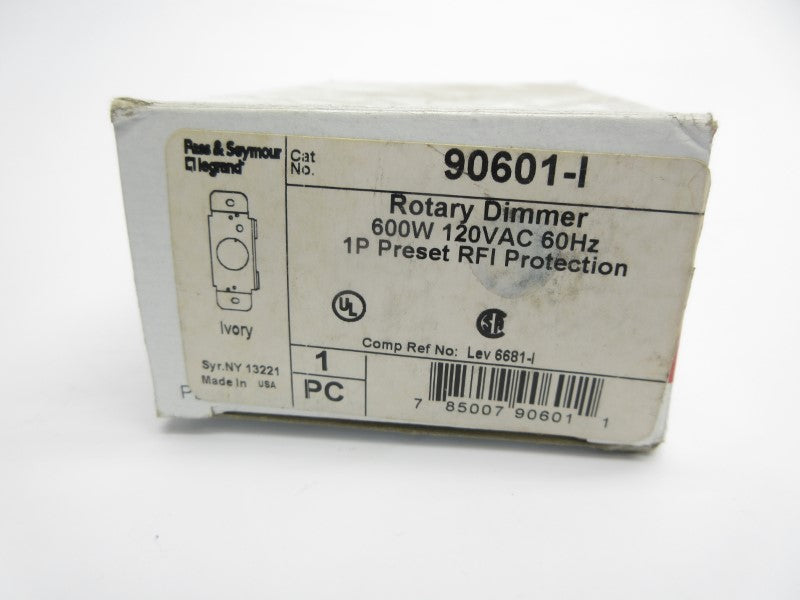 Pass & Seymour
legrand
Cat
No.
90601-I
Rotary Dimmer
600W 120VAC 60Hz
1P Preset RFI Protection
UL
Ivory
Comp Ref No: Lev 6681-I
Syr.NY 13221
Made In USA
1
PC
7 85007 90601 1